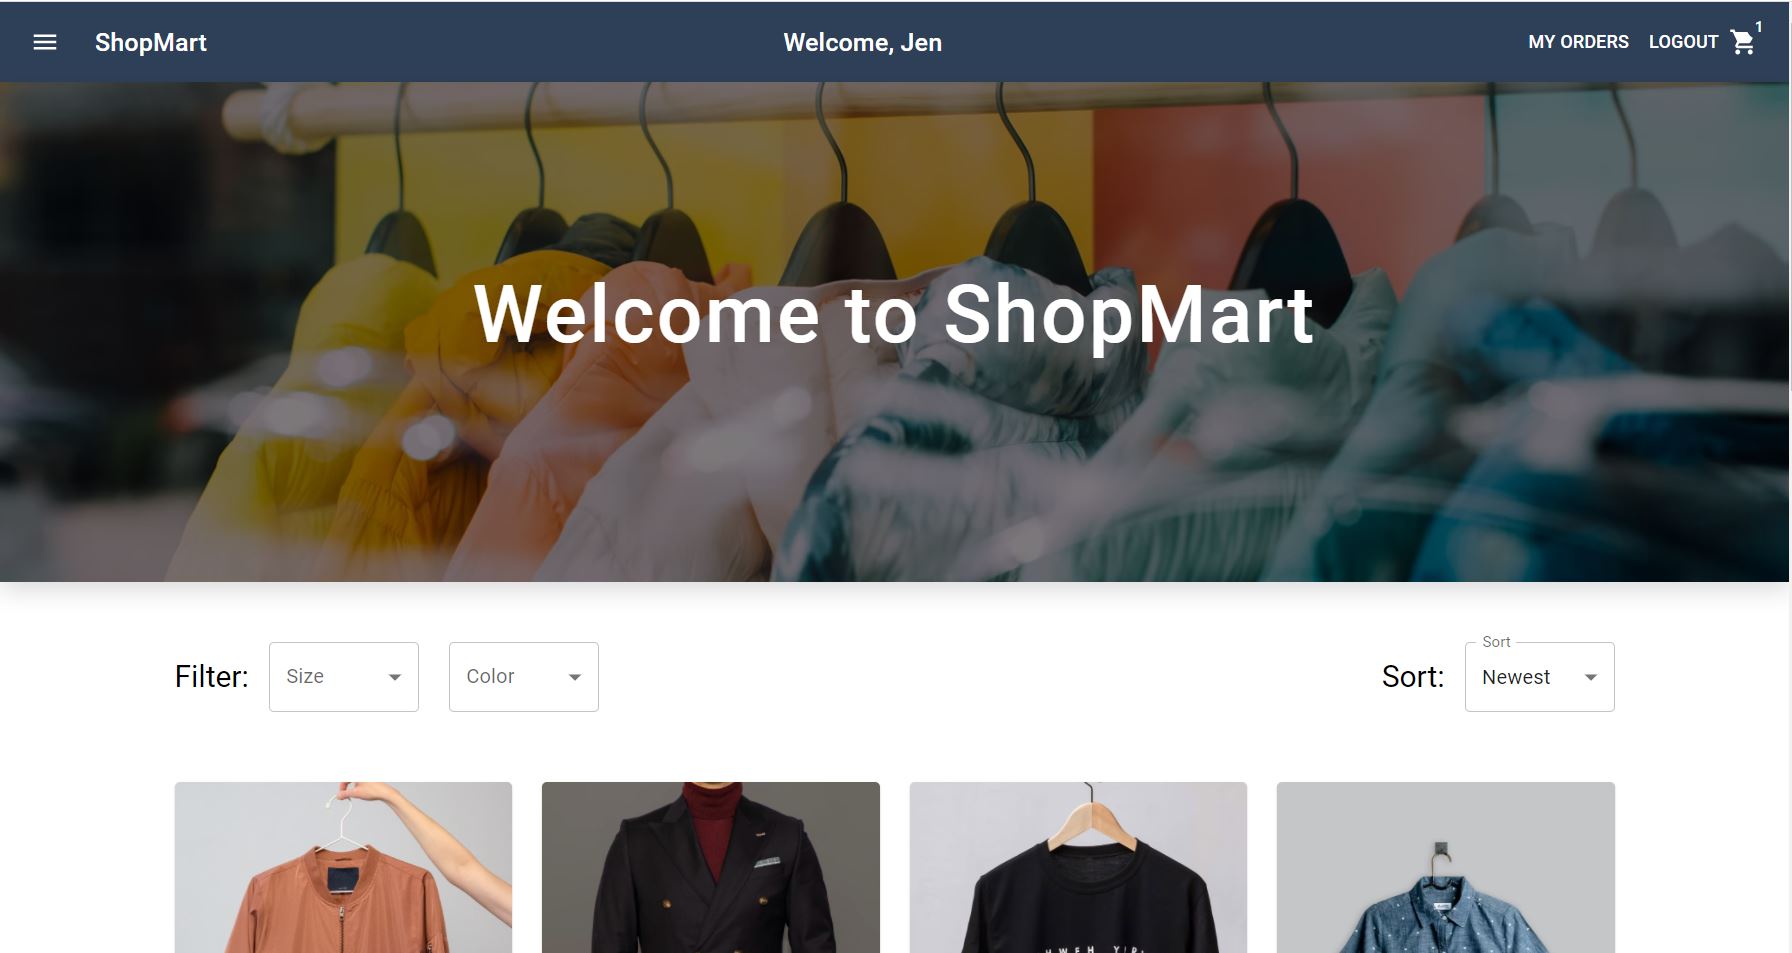 ShopMart
Welcome, Jen
MY ORDERS LOGOUT 1
Welcome to ShopMart
Filter: Size Color
Sort: Sort Newest